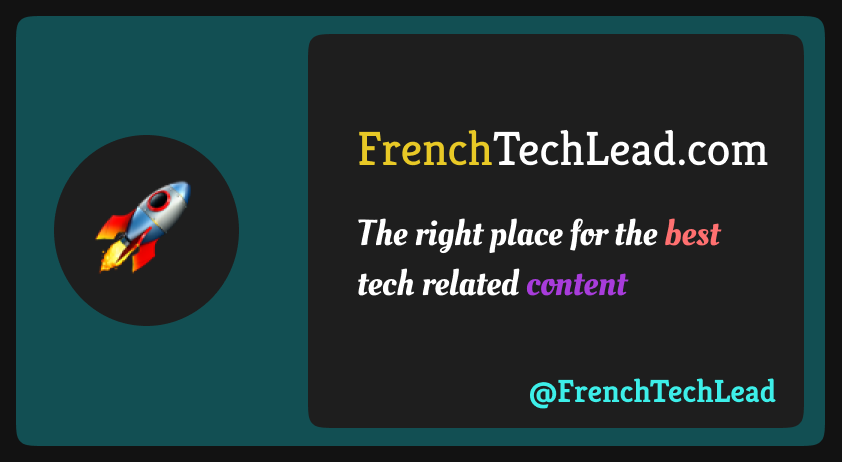 FrenchTechLead.com
The right place for the best
tech related content
@FrenchTechLead